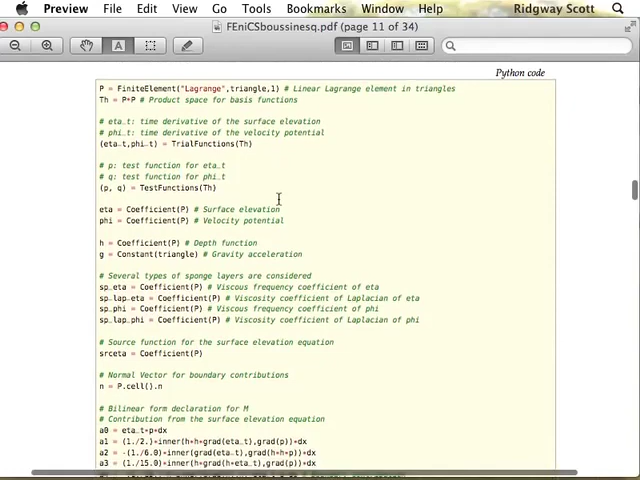 Preview File Edit View Go Tools Bookmarks Window Help Ridgway Scott
FEniCSboussinesq.pdf (page 11 of 34)
Python code
P = FiniteElement("Lagrange",triangle,1) # Linear Lagrange element in triangles
Th = P*P # Product space for basis functions
# eta_t: time derivative of the surface elevation
# phi_t: time derivative of the velocity potential
(eta_t,phi_t) = TrialFunctions(Th)
# p: test function for eta_t
# q: test function for phi_t
(p, q) = TestFunctions(Th)
eta = Coefficient(P) # Surface elevation
phi = Coefficient(P) # Velocity potential
h = Coefficient(P) # Depth function
g = Constant(triangle) # Gravity acceleration
# Several types of sponge layers are considered
sp_eta = Coefficient(P) # Viscous frequency coefficient of eta
sp_lap_eta = Coefficient(P) # Viscosity coefficient of Laplacian of eta
sp_phi = Coefficient(P) # Viscous frequency coefficient of phi
sp_lap_phi = Coefficient(P) # Viscosity coefficient of Laplacian of phi
# Source function for the surface elevation equation
srceta = Coefficient(P)
# Normal Vector for boundary contributions
n = P.cell().n
# Bilinear form declaration for M
# Contribution from the surface elevation equation
a0 = eta_t*p*dx
a1 = (1./2.)*inner(h*h*grad(eta_t),grad(p))*dx
a2 = -(1./6.0)*inner(grad(eta_t),grad(h*h*p))*dx
a3 = (1./15.0)*inner(h*grad(h*eta_t),grad(p))*dx